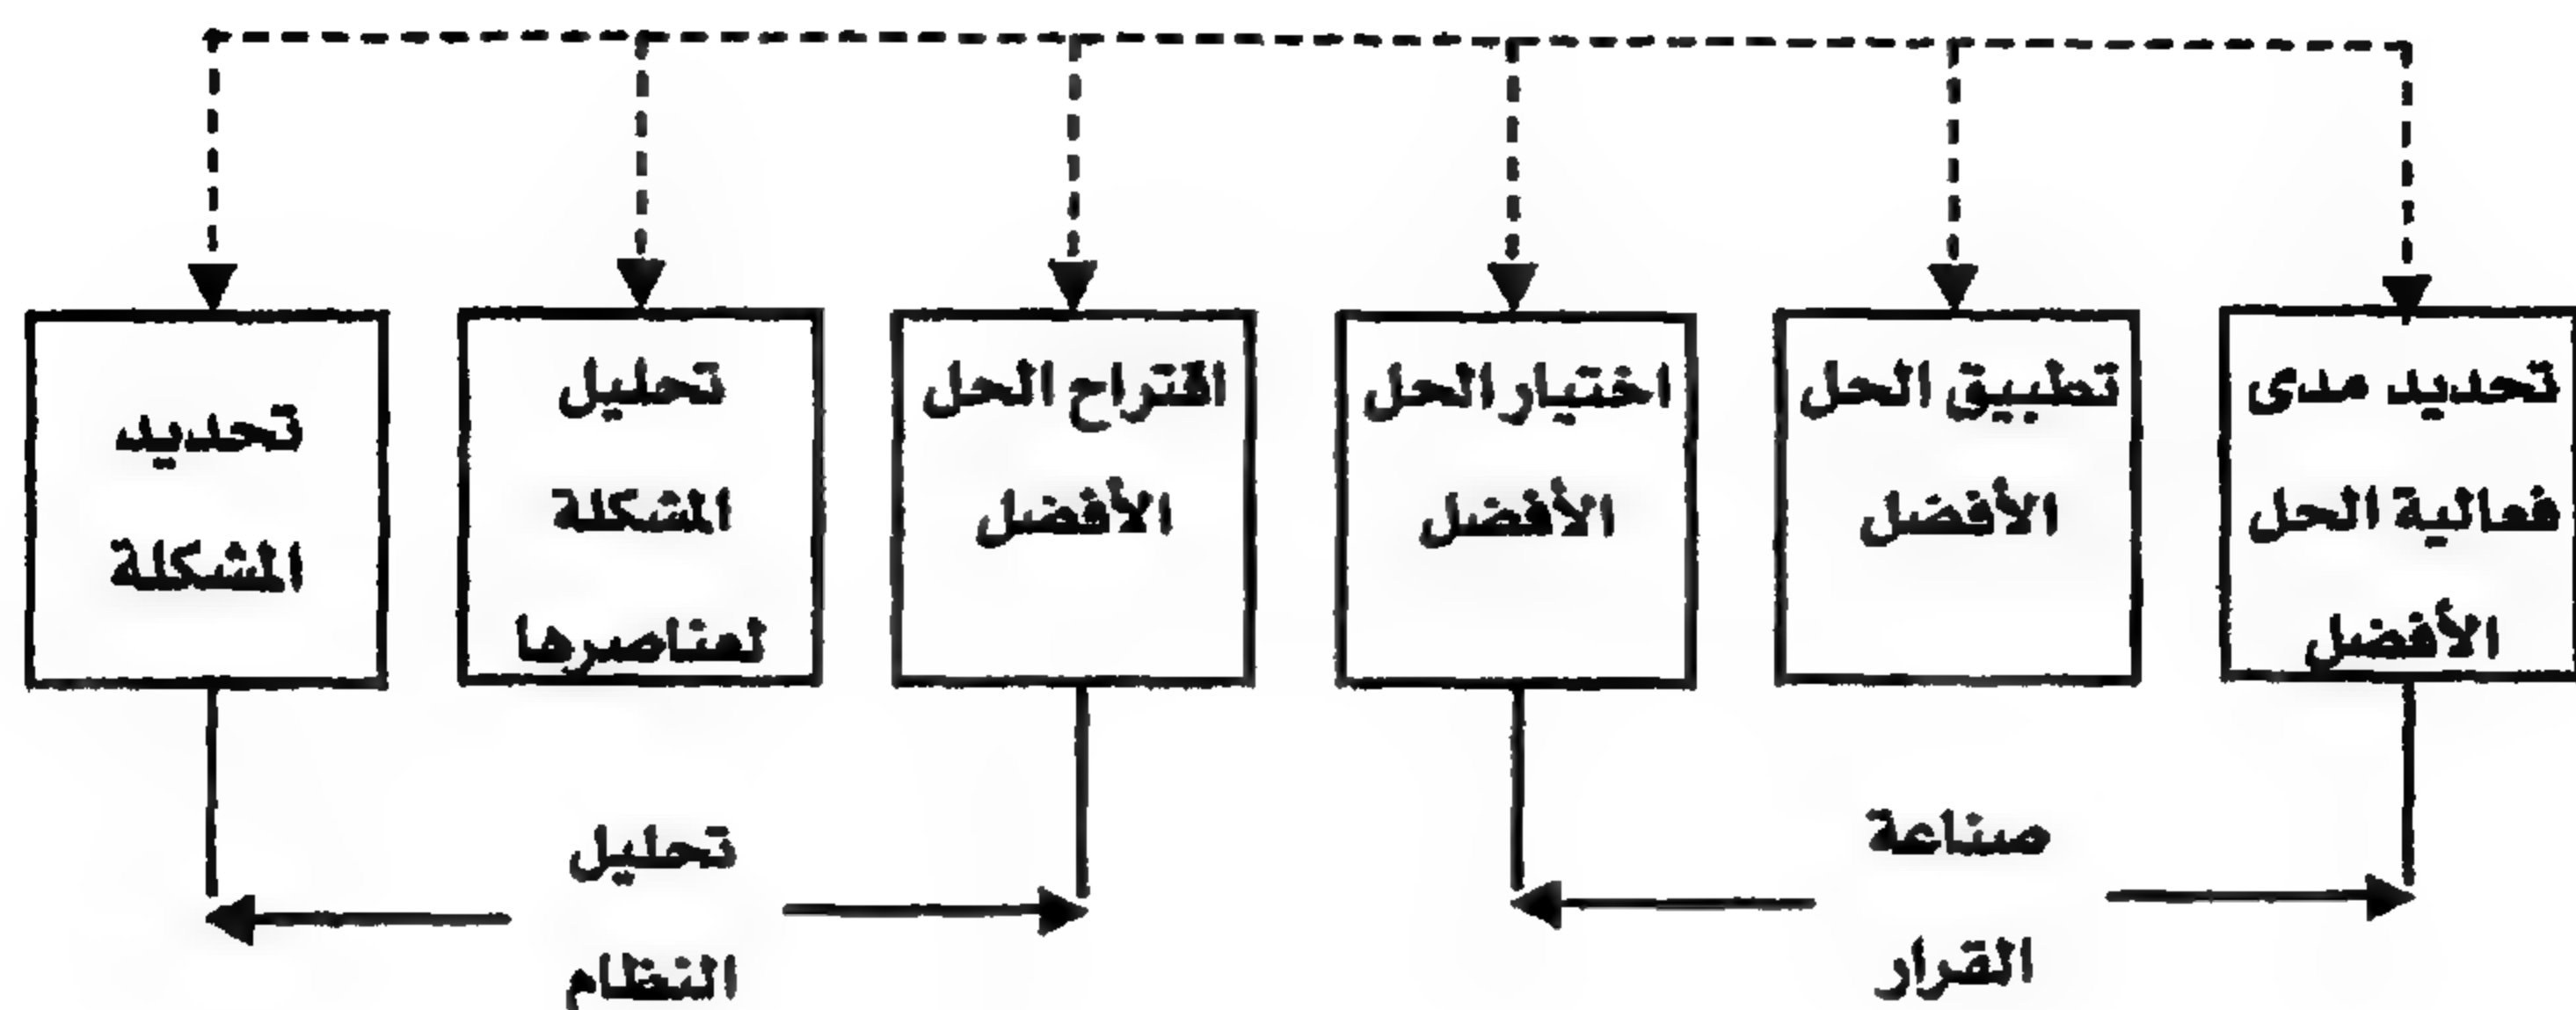 تحديد
المشكلة
تحليل
المشكلة
لعناصرها
اقتراح الحل
الأفضل
اختيار الحل
الأفضل
تطبيق الحل
الأفضل
تحديد مدى
فعالية الحل
الأفضل
تحليل
النظام
صناعة
القرار